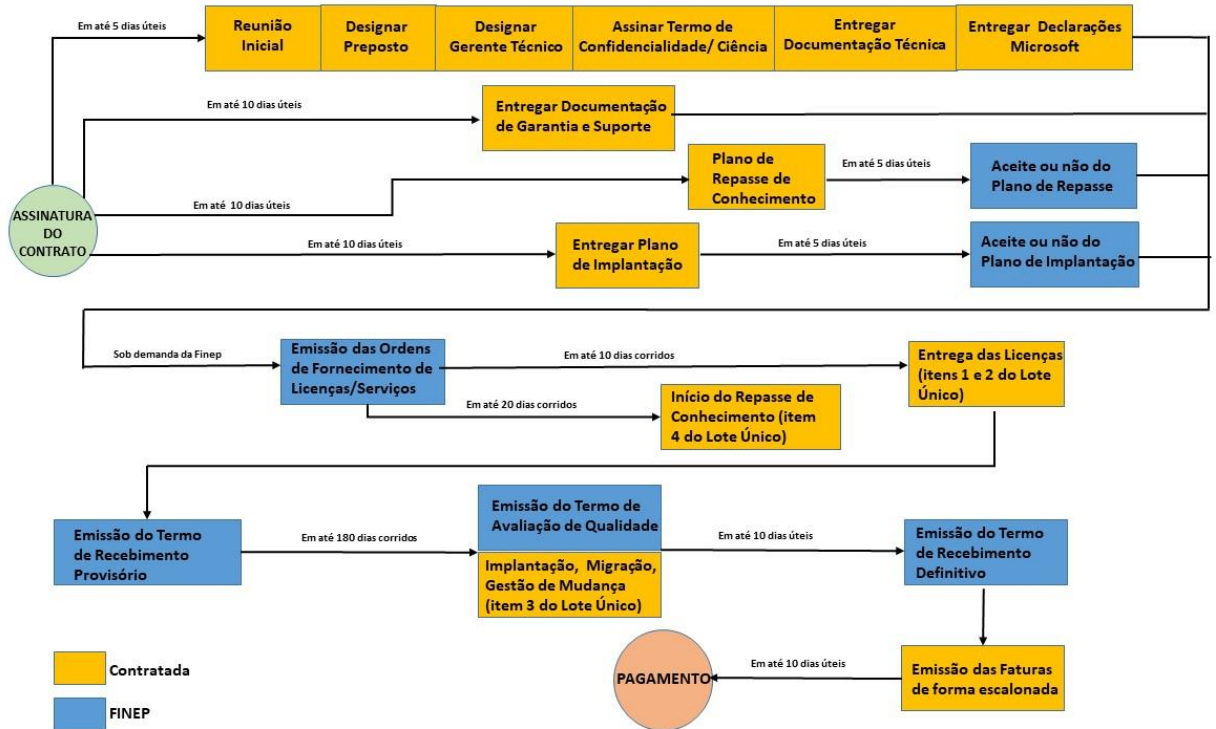 Em até 5 dias úteis
Reunião
Inicial
Designar
Preposto
Designar
Gerente Técnico
Assinar Termo de
Confidencialidade/ Ciência
Entregar
Documentação Técnica
Entregar Declarações
Microsoft
Em até 10 dias úteis
Entregar Documentação
de Garantia e Suporte
Em até 10 dias úteis
Plano de
Repasse de
Conhecimento
Em até 5 dias úteis
Aceite ou não do
Plano de Repasse
ASSINATURA
DO
CONTRATO
Em até 10 dias úteis
Entregar Plano
de Implantação
Em até 5 dias úteis
Aceite ou não do
Plano de Implantação
Sob demanda da Finep
Emissão das Ordens
de Fornecimento de
Licenças/Serviços
Em até 10 dias corridos
Entrega das Licenças
(itens 1 e 2 do Lote
Único)
Em até 20 dias corridos
Início do Repasse de
Conhecimento (item
4 do Lote Único)
Emissão do Termo
de Recebimento
Provisório
Em até 180 dias corridos
Emissão do Termo de
Avaliação de Qualidade
Implantação, Migração,
Gestão de Mudança
(item 3 do Lote Único)
Em até 10 dias úteis
Emissão do Termo
de Recebimento
Definitivo
Emissão das Faturas
de forma escalonada
Em até 10 dias úteis
PAGAMENTO
Contratada
FINEP